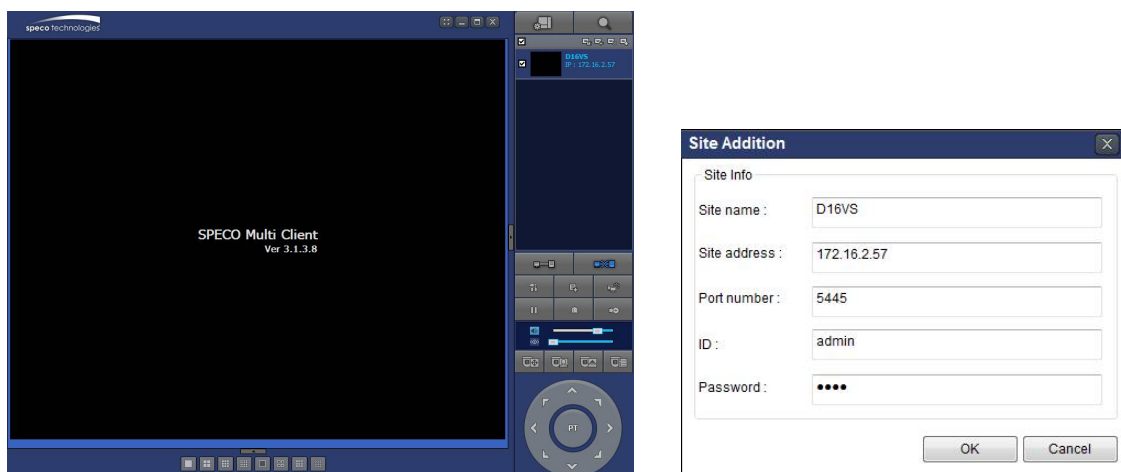 speco technologies
D16VS
IP : 172.16.2.57
SPECO Multi Client
Ver 3.1.3.8
PT
Site Addition
Site Info
Site name : D16VS
Site address : 172.16.2.57
Port number : 5445
ID : admin
Password : ••••
OK Cancel